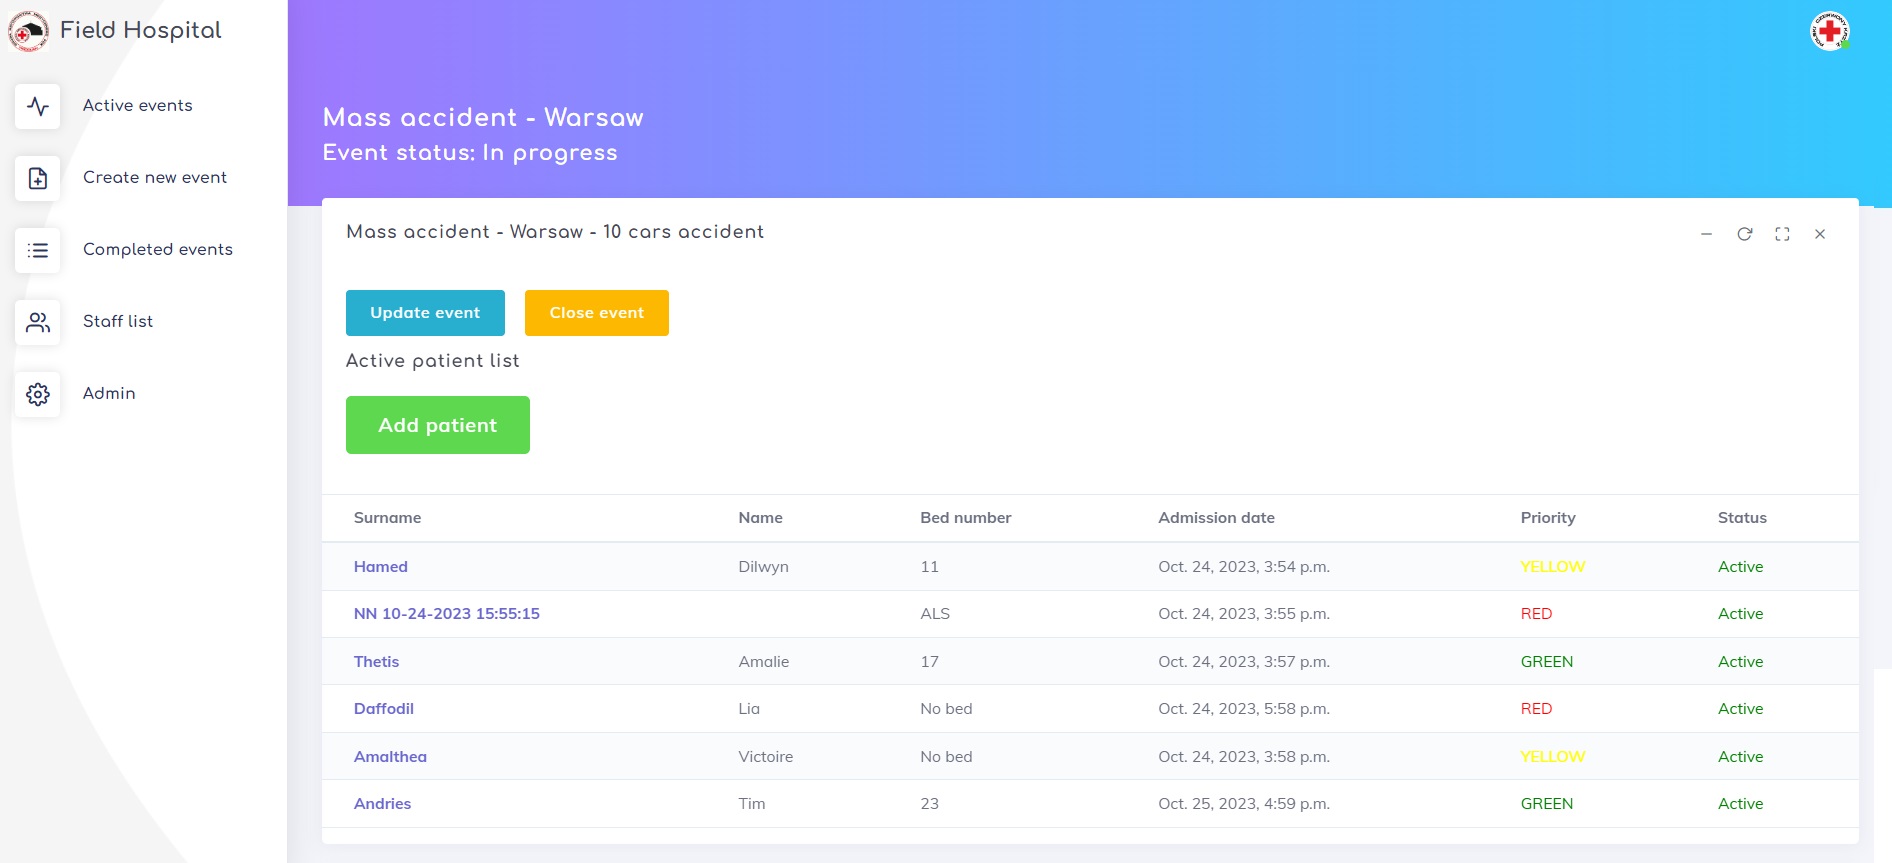 Field Hospital
Active events
Create new event
Completed events
Staff list
Admin
Mass accident - Warsaw
Event status: In progress
Mass accident - Warsaw - 10 cars accident
Update event Close event
Active patient list
Add patient
Surname Name Bed number Admission date Priority Status
Hamed Dilwyn 11 Oct. 24, 2023, 3:54 p.m. YELLOW Active
NN 10-24-2023 15:55:15 ALS Oct. 24, 2023, 3:55 p.m. RED Active
Thetis Amalie 17 Oct. 24, 2023, 3:57 p.m. GREEN Active
Daffodil Lia No bed Oct. 24, 2023, 5:58 p.m. RED Active
Amalthea Victoire No bed Oct. 24, 2023, 3:58 p.m. YELLOW Active
Andries Tim 23 Oct. 25, 2023, 4:59 p.m. GREEN Active